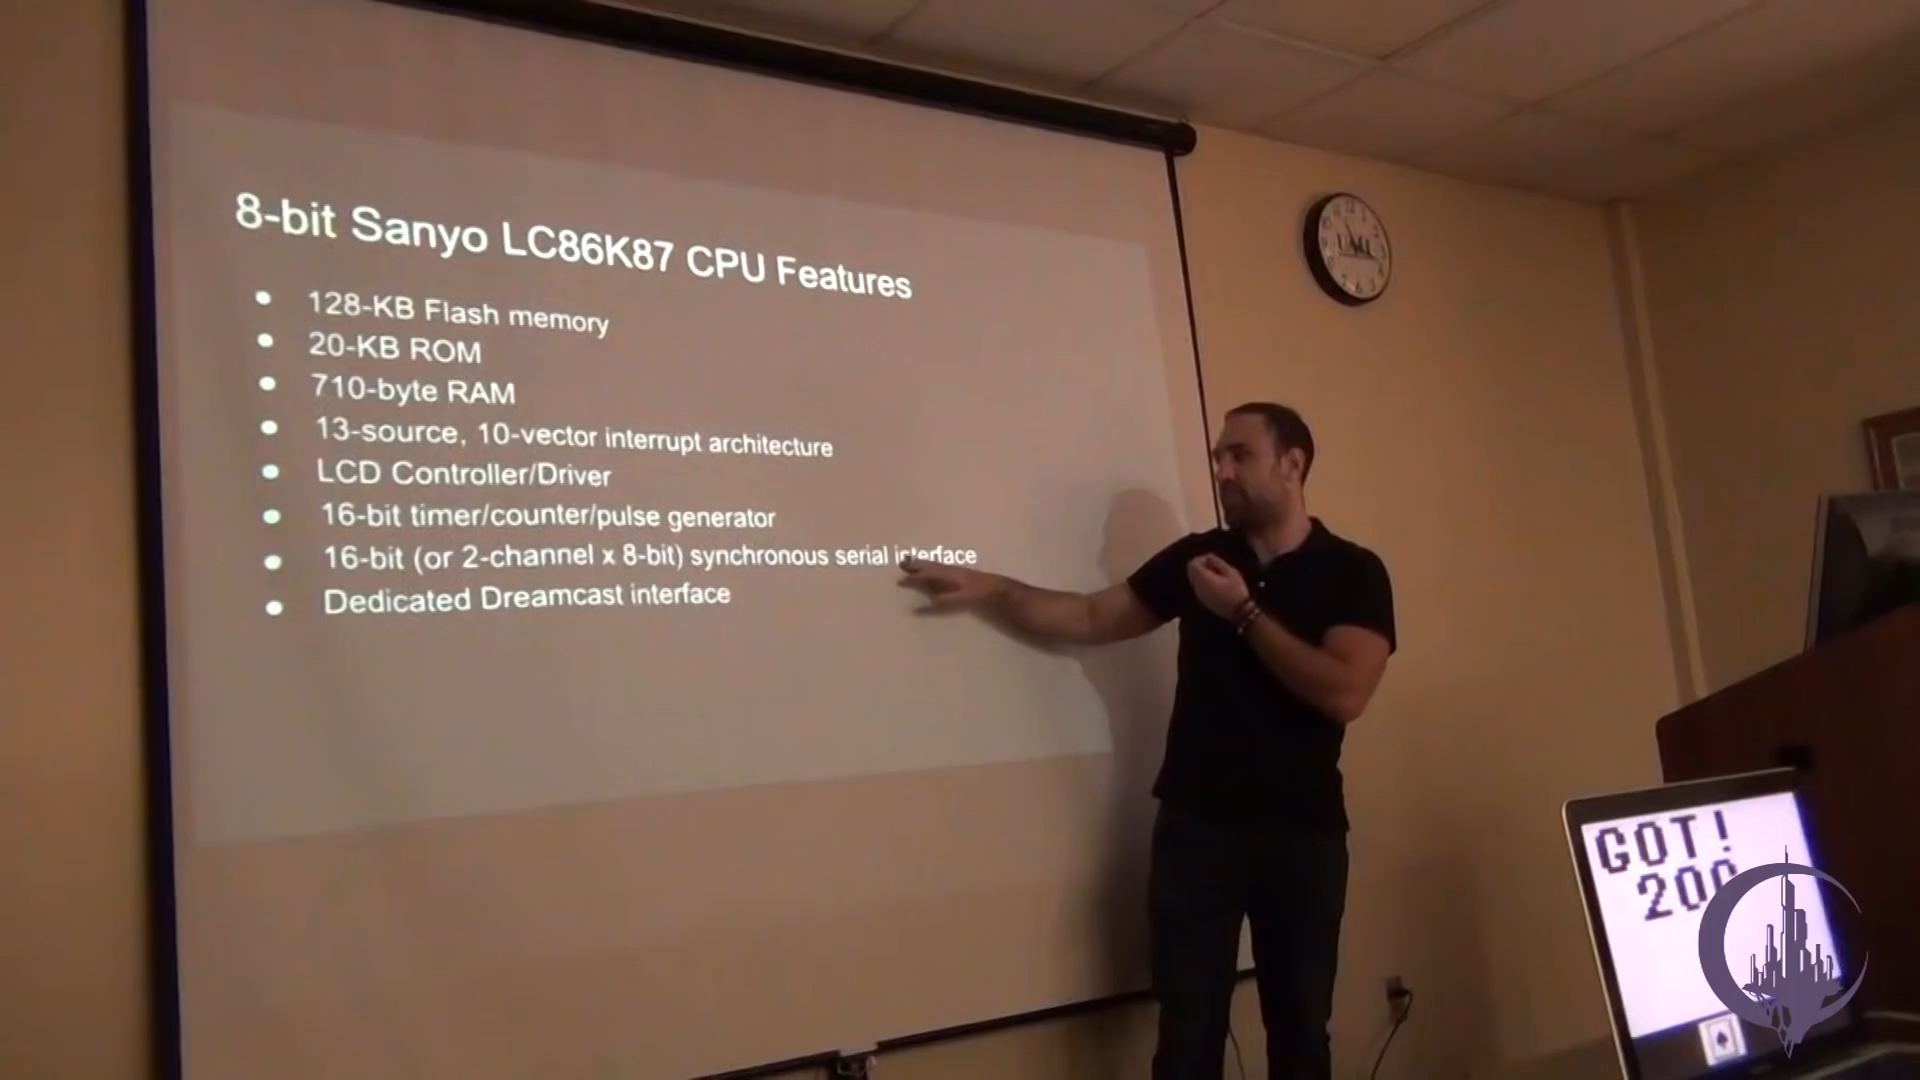 8-bit Sanyo LC86K87 CPU Features
128-KB Flash memory
20-KB ROM
710-byte RAM
13-source, 10-vector interrupt architecture
LCD Controller/Driver
16-bit timer/counter/pulse generator
16-bit (or 2-channel x 8-bit) synchronous serial interface
Dedicated Dreamcast interface
GOT!